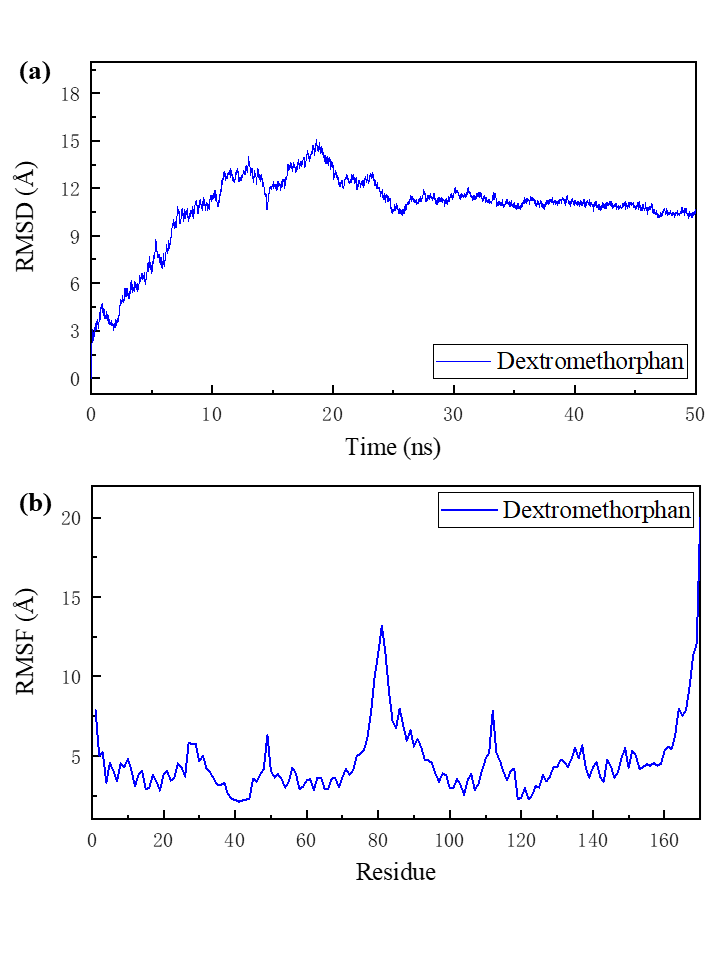 (a)
18
15
12
9
6
3
0
RMSD (Å)
Dextromethorphan
0 10 20 30 40 50
Time (ns)
(b)
20
15
10
5
RMSF (Å)
Dextromethorphan
0 20 40 60 80 100 120 140 160
Residue